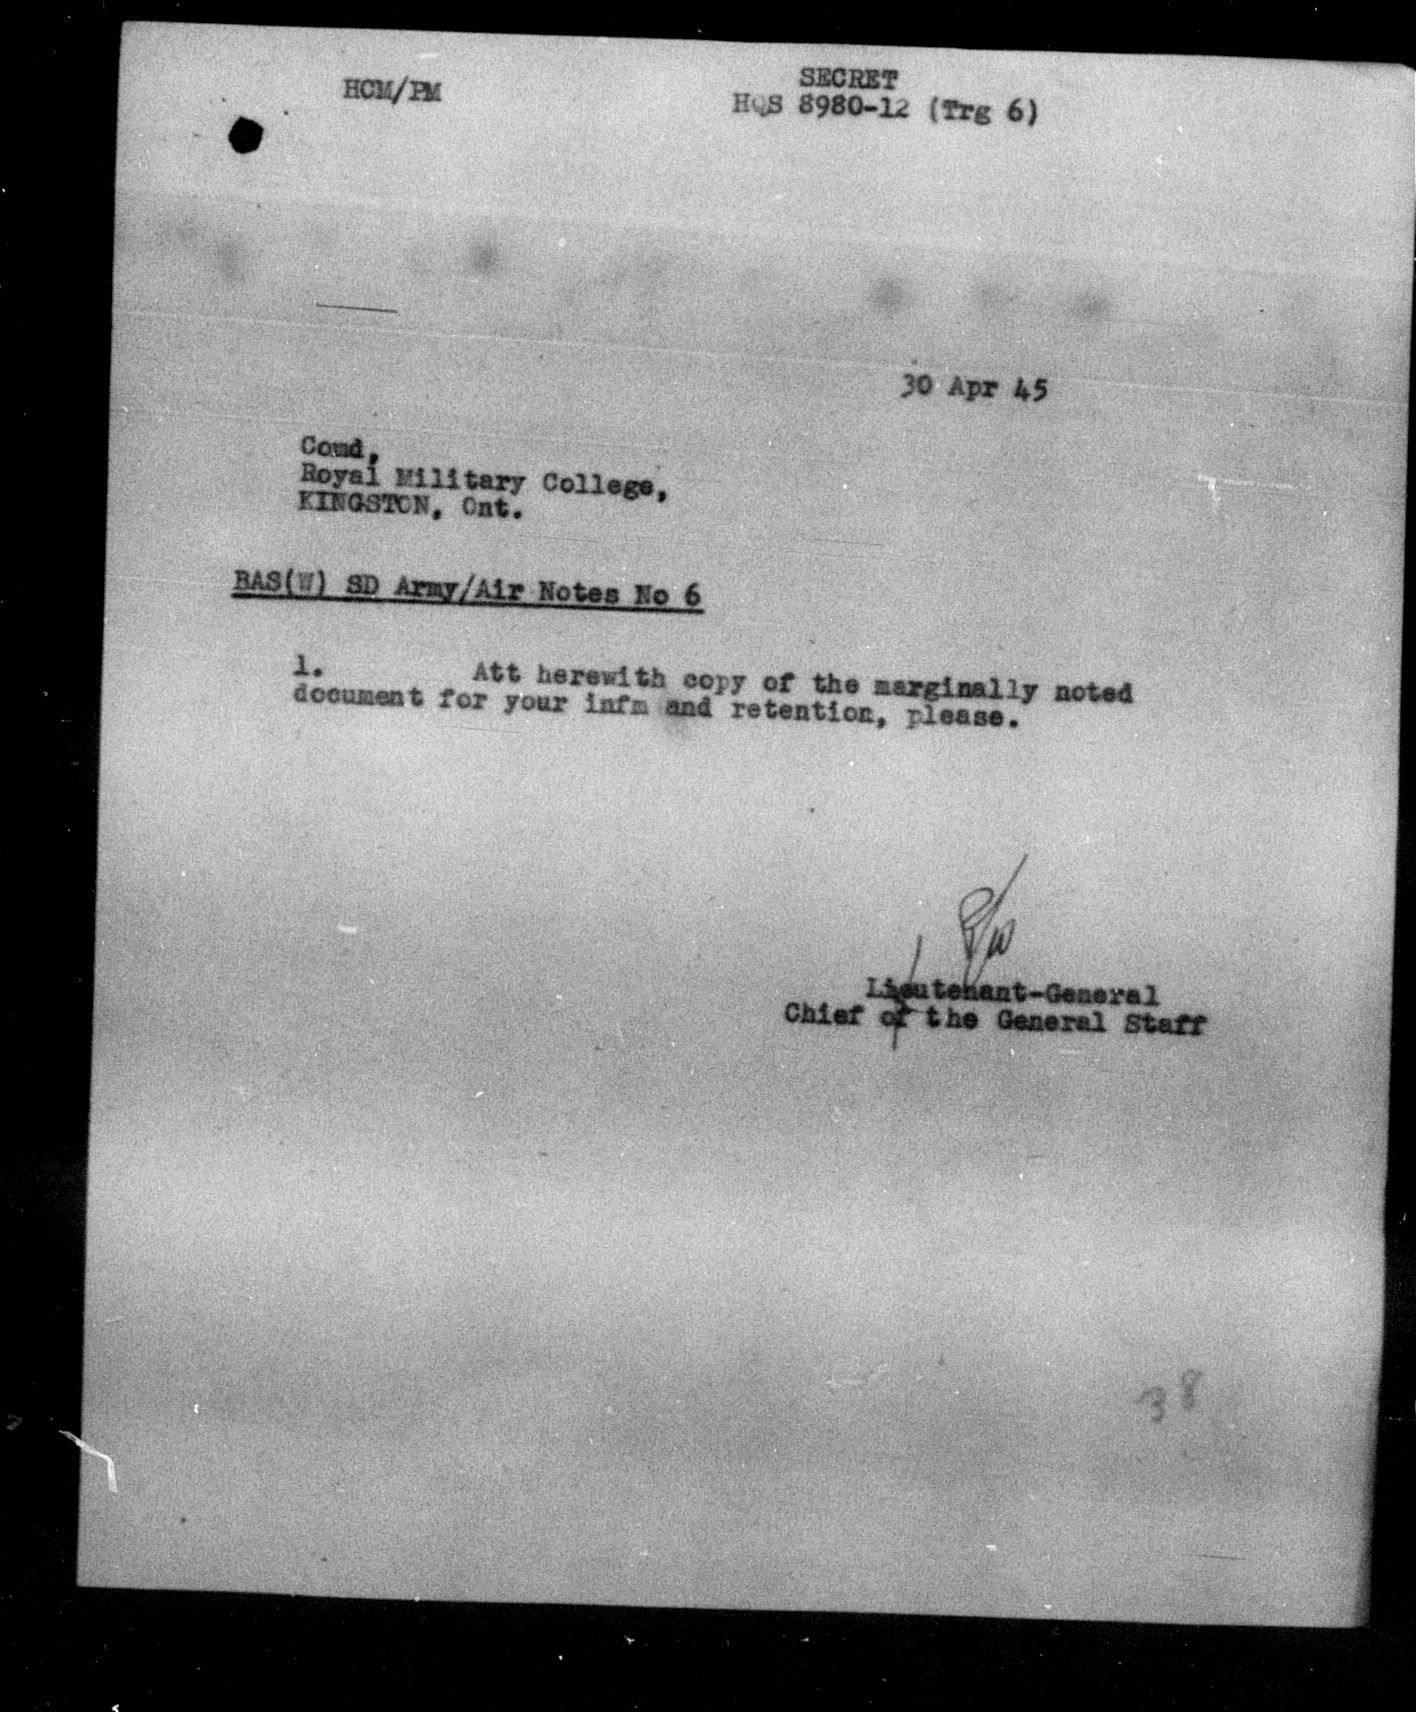 HCM/PM
SECRET
HQS 8980-12 (Trg 6)
30 Apr 45
Comd,
Royal Military College,
KINGSTON, Ont.
BAS(W) SD Army/Air Notes No 6
1. Att herewith copy of the marginally noted
document for your infm and retention, please.
Lieutenant-General
Chief of the General Staff
38